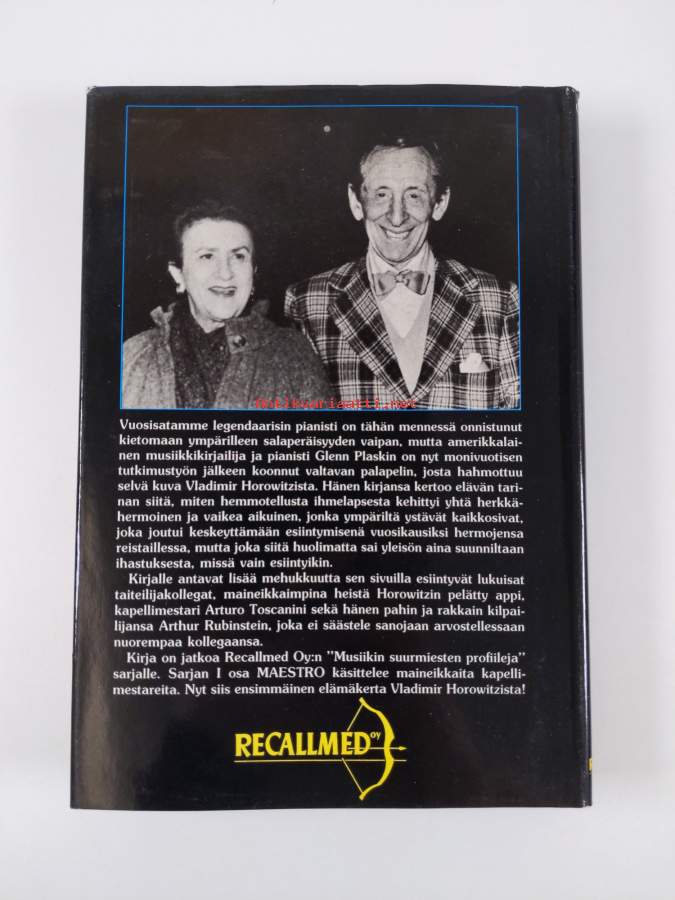 antikvariaatti.net
Vuosisatamme legendaarisin pianisti on tähän mennessä onnistunut
kietomaan ympärilleen salaperäisyyden vaipan, mutta amerikkalai-
nen musiikkikirjailija ja pianisti Glenn Plaskin on nyt monivuotisen
tutkimustyön jälkeen koonnut valtavan palapelin, josta hahmottuu
selvä kuva Vladimir Horowitzista. Hänen kirjansa kertoo elävän tari-
nan siitä, miten hemmotellusta ihmelapsesta kehittyi yhtä herkkä-
hermoinen ja vaikea aikuinen, jonka ympäriltä ystävät kaikkosivat,
joka joutui keskeyttämään esiintymisenä vuosikausiksi hermojensa
reistaillessa, mutta joka siitä huolimatta sai yleisön aina suunniltaan
ihastuksesta, missä vain esiintyikin.
Kirjalle antavat lisää mehukkuutta sen sivuilla esiintyvät lukuisat
taiteilijakollegat, maineikkaimpina heistä Horowitzin pelätty appi,
kapellimestari Arturo Toscanini sekä hänen pahin ja rakkain kilpai-
lijansa Arthur Rubinstein, joka ei säästele sanojaan arvostellessaan
nuorempaa kollegaansa.
Kirja on jatkoa Recallmed Oy:n "Musiikin suurmiesten profiileja"
sarjalle. Sarjan I osa MAESTRO käsittelee maineikkaita kapelli-
mestareita. Nyt siis ensimmäinen elämäkerta Vladimir Horowitzista!
RECALLMED OY